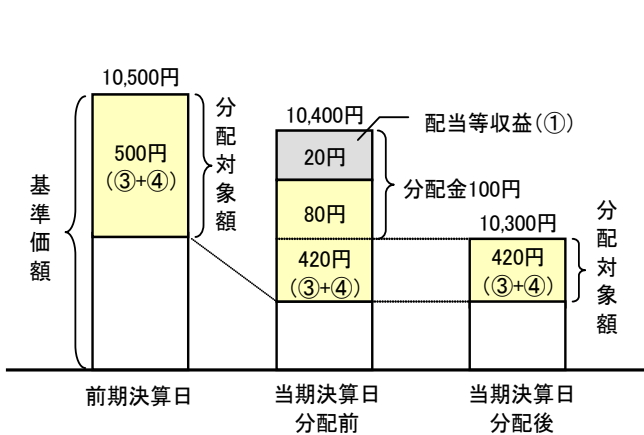 10,500円
500円
(③+④)
分配対象額
基準価額
前期決算日
10,400円
配当等収益(①)
20円
80円
分配金100円
420円
(③+④)
当期決算日
分配前
10,300円
420円
(③+④)
分配対象額
当期決算日
分配後